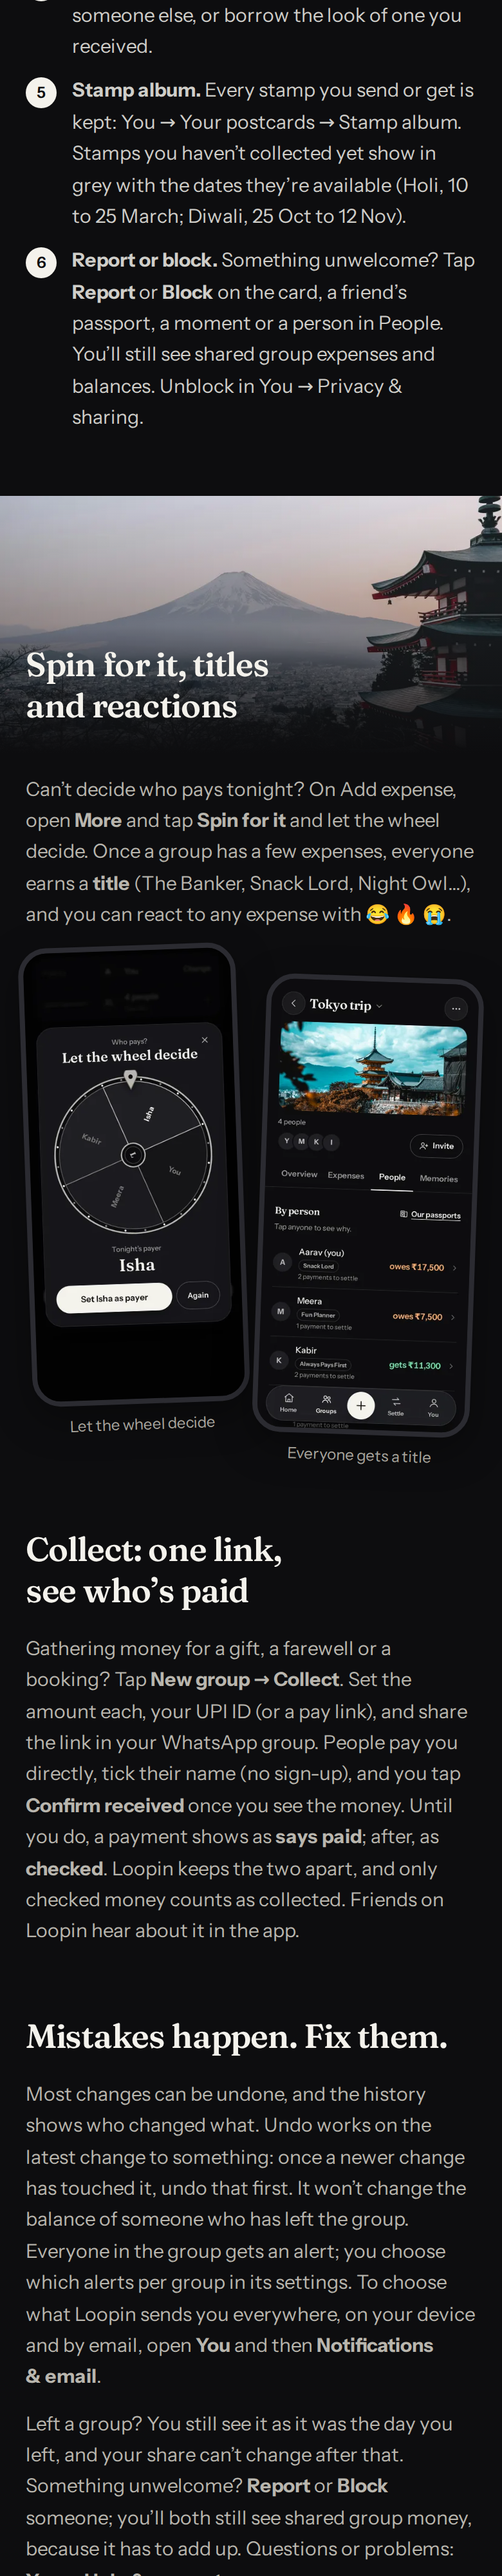 someone else, or borrow the look of one you
received.
5
Stamp album. Every stamp you send or get is
kept: You → Your postcards → Stamp album.
Stamps you haven’t collected yet show in
grey with the dates they’re available (Holi, 10
to 25 March; Diwali, 25 Oct to 12 Nov).
6
Report or block. Something unwelcome? Tap
Report or Block on the card, a friend’s
passport, a moment or a person in People.
You’ll still see shared group expenses and
balances. Unblock in You → Privacy &
sharing.
Spin for it, titles
and reactions
Can’t decide who pays tonight? On Add expense,
open More and tap Spin for it and let the wheel
decide. Once a group has a few expenses, everyone
earns a title (The Banker, Snack Lord, Night Owl…),
and you can react to any expense with 😂 🔥 😭.
You
Change
4 people
Who pays?
Let the wheel decide
Isha
Kabir
You
Meera
Tonight’s payer
Isha
Set Isha as payer
Again
Let the wheel decide
Tokyo trip
4 people
Y M K I
Invite
Overview Expenses People Memories
By person
Our passports
Tap anyone to see why.
A
Aarav (you)
Snack Lord
2 payments to settle
owes ₹17,500
M
Meera
Fun Planner
1 payment to settle
owes ₹7,500
K
Kabir
Always Pays First
2 payments to settle
gets ₹11,300
Home Groups Settle You
1 payment to settle
Everyone gets a title
Collect: one link,
see who’s paid
Gathering money for a gift, a farewell or a
booking? Tap New group → Collect. Set the
amount each, your UPI ID (or a pay link), and share
the link in your WhatsApp group. People pay you
directly, tick their name (no sign-up), and you tap
Confirm received once you see the money. Until
you do, a payment shows as says paid; after, as
checked. Loopin keeps the two apart, and only
checked money counts as collected. Friends on
Loopin hear about it in the app.
Mistakes happen. Fix them.
Most changes can be undone, and the history
shows who changed what. Undo works on the
latest change to something: once a newer change
has touched it, undo that first. It won’t change the
balance of someone who has left the group.
Everyone in the group gets an alert; you choose
which alerts per group in its settings. To choose
what Loopin sends you everywhere, on your device
and by email, open You and then Notifications
& email.
Left a group? You still see it as it was the day you
left, and your share can’t change after that.
Something unwelcome? Report or Block
someone; you’ll both still see shared group money,
because it has to add up. Questions or problems: